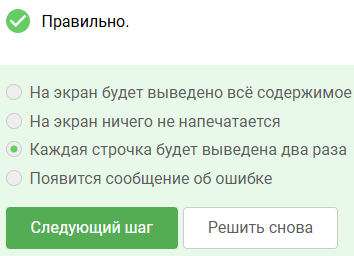 Правильно.
На экран будет выведено всё содержимое
На экран ничего не напечатается
Каждая строчка будет выведена два раза
Появится сообщение об ошибке
Следующий шаг
Решить снова